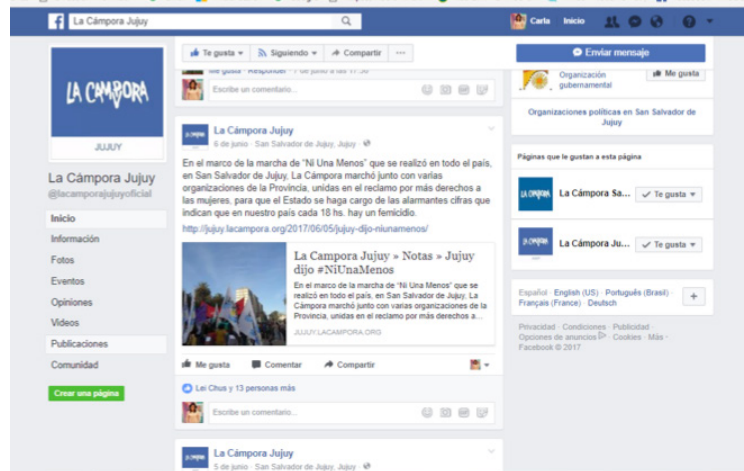 La Cámpora Jujuy
Carla Inicio
Te gusta Siguiendo Compartir ...
Enviar mensaje
LA CAMPORA
JUJUY
La Cámpora Jujuy
@lacamporajujuyoficial
Inicio
Información
Fotos
Eventos
Opiniones
Videos
Publicaciones
Comunidad
Crear una página
Me gusta · Responder · 7 de junio a las 17:50
Escribe un comentario...
La Cámpora Jujuy
6 de junio · San Salvador de Jujuy, Jujuy ·
En el marco de la marcha de "Ni Una Menos" que se realizó en todo el país,
en San Salvador de Jujuy, La Cámpora marchó junto con varias
organizaciones de la Provincia, unidas en el reclamo por más derechos a
las mujeres, para que el Estado se haga cargo de las alarmantes cifras que
indican que en nuestro país cada 18 hs. hay un femicidio.
http://jujuy.lacampora.org/2017/06/05/jujuy-dijo-niunamenos/
La Campora Jujuy » Notas » Jujuy
dijo #NiUnaMenos
En el marco de la marcha de "Ni Una Menos" que se
realizó en todo el país, en San Salvador de Jujuy, La
Cámpora marchó junto con varias organizaciones de la
Provincia, unidas en el reclamo por más derechos a...
JUJUY.LACAMPORA.ORG
Me gusta Comentar Compartir
Lei Chus y 13 personas más
Escribe un comentario...
La Cámpora Jujuy
5 de junio · San Salvador de Jujuy, Jujuy ·
Organización
gubernamental
Me gusta
Organizaciones políticas en San Salvador de
Jujuy
Páginas que le gustan a esta página
La Cámpora Sa... Te gusta
La Cámpora Ju... Te gusta
Español · English (US) · Português (Brasil) ·
Français (France) · Deutsch
Privacidad · Condiciones · Publicidad ·
Opciones de anuncios · Cookies · Más ·
Facebook © 2017